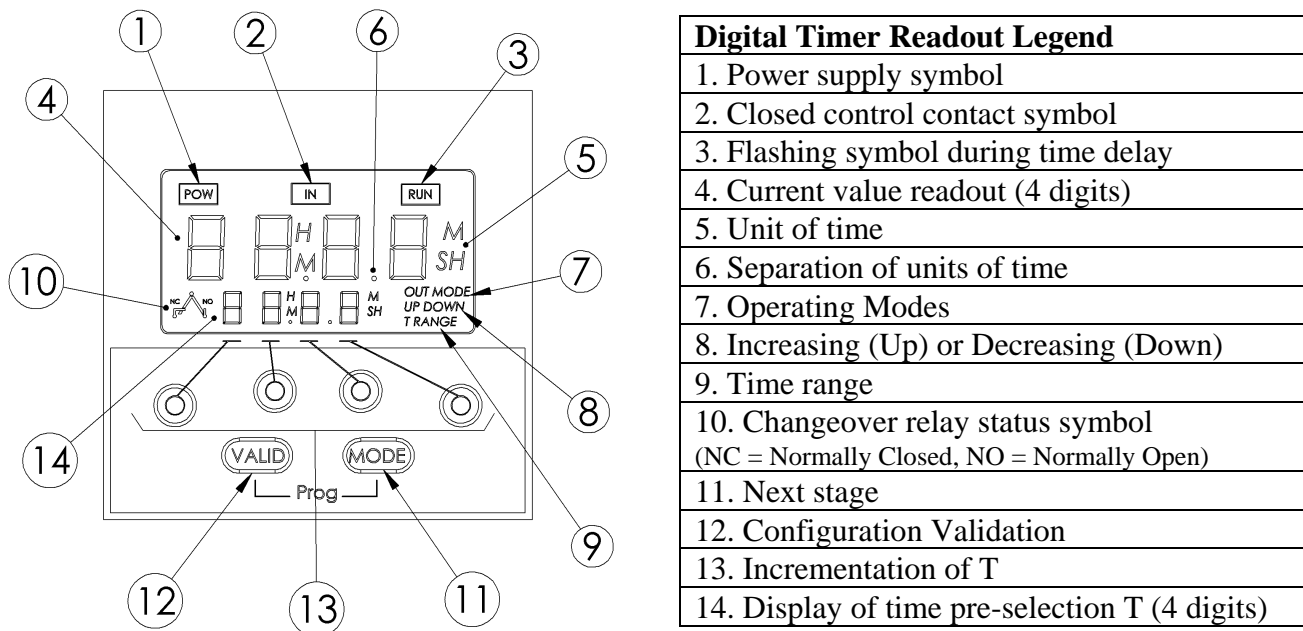 1
2
6
3
4
5
POW
IN
RUN
H
M
M
SH
10
7
NC
NO
H
M
M
SH
OUT MODE
UP DOWN
T RANGE
8
14
VALID
MODE
Prog
9
12
13
11
Digital Timer Readout Legend
1. Power supply symbol
2. Closed control contact symbol
3. Flashing symbol during time delay
4. Current value readout (4 digits)
5. Unit of time
6. Separation of units of time
7. Operating Modes
8. Increasing (Up) or Decreasing (Down)
9. Time range
10. Changeover relay status symbol
(NC = Normally Closed, NO = Normally Open)
11. Next stage
12. Configuration Validation
13. Incrementation of T
14. Display of time pre-selection T (4 digits)